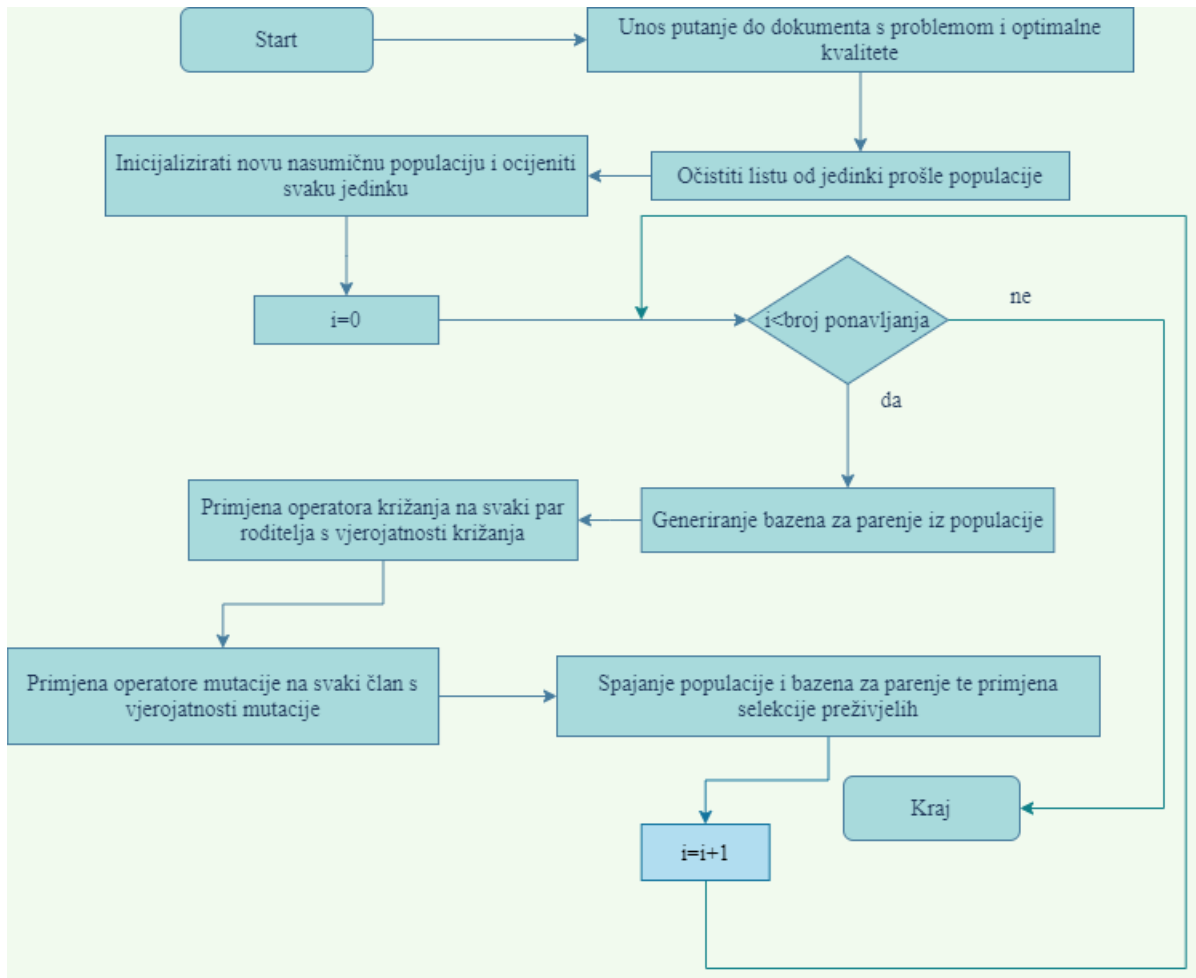 Start
Unos putanje do dokumenta s problemom i optimalne
kvalitete
Očistiti listu od jedinki prošle populacije
Inicijalizirati novu nasumičnu populaciju i ocijeniti
svaku jedinku
i=0
i<broj ponavljanja
ne
da
Generiranje bazena za parenje iz populacije
Primjena operatora križanja na svaki par
roditelja s vjerojatnosti križanja
Primjena operatore mutacije na svaki član s
vjerojatnosti mutacije
Spajanje populacije i bazena za parenje te primjena
selekcije preživjelih
i=i+1
Kraj